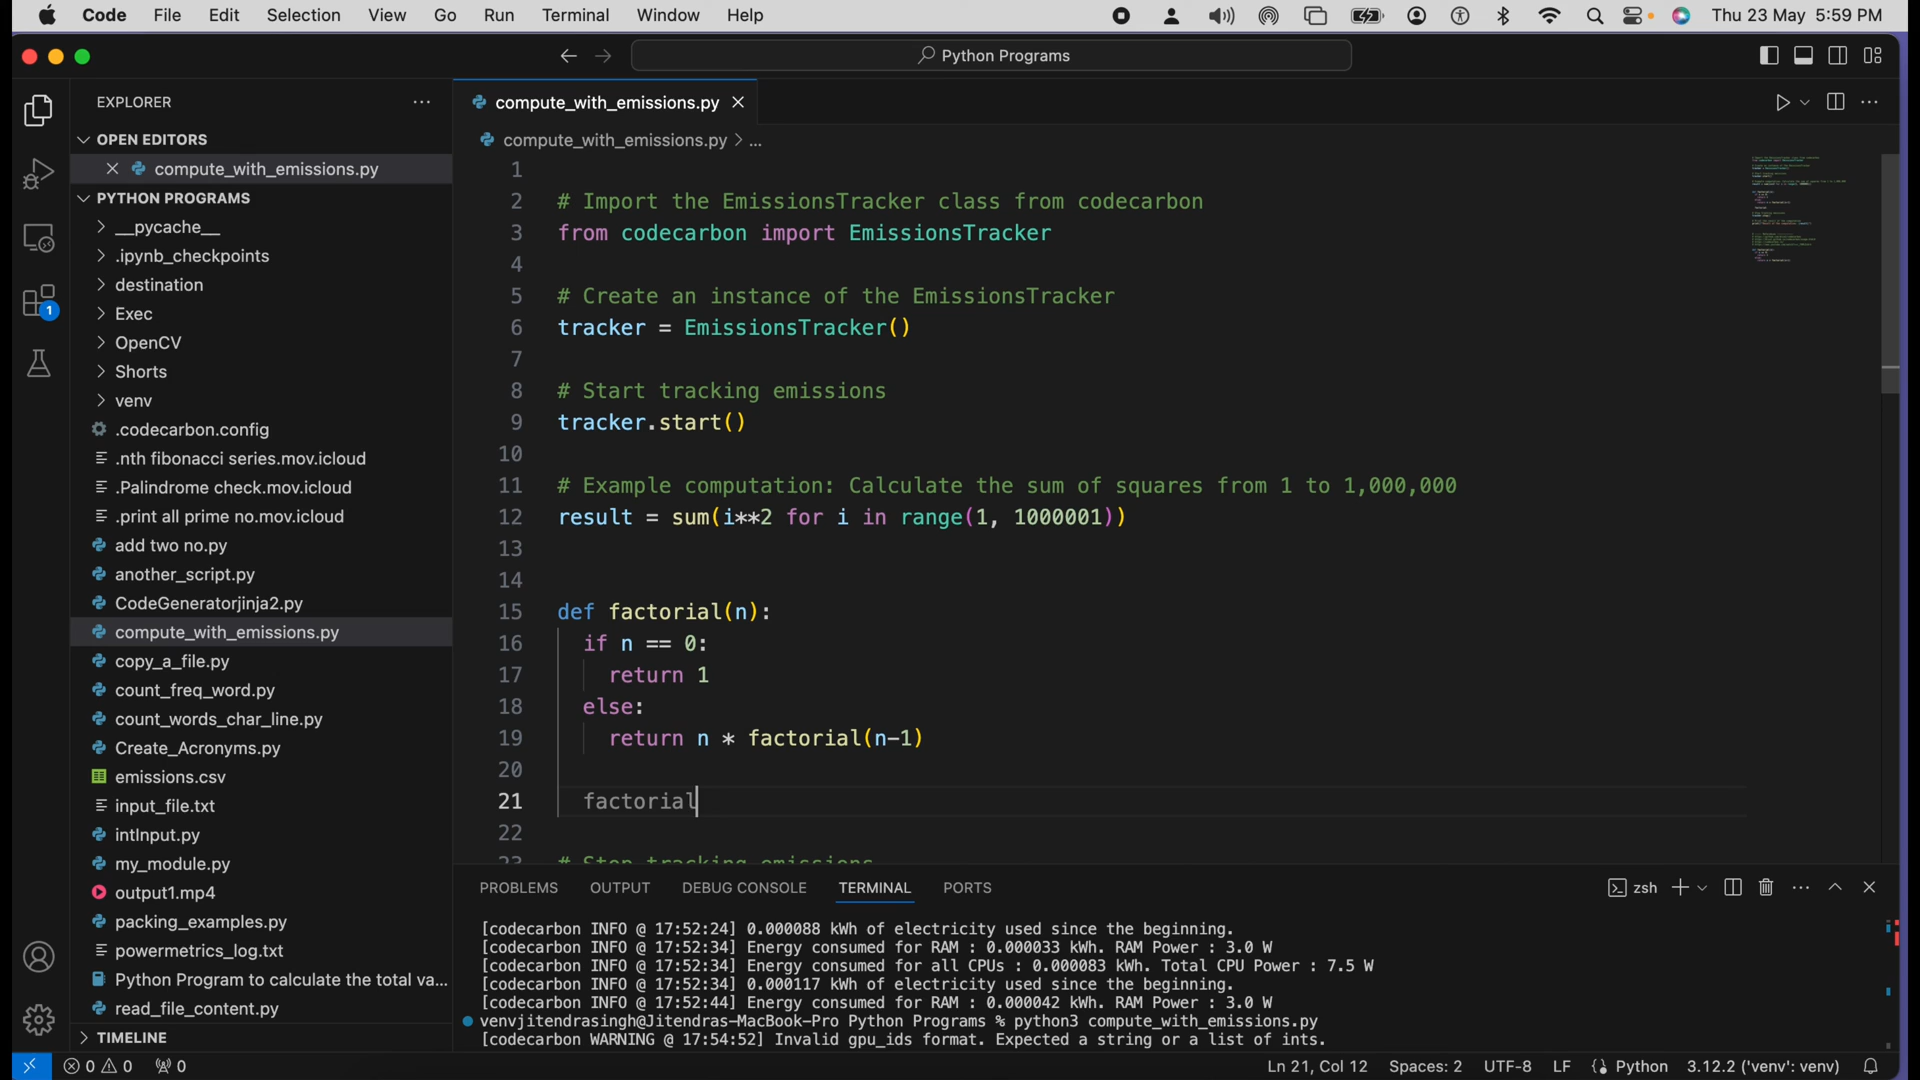 Code File Edit Selection View Go Run Terminal Window Help Thu 23 May 5:59 PM
Python Programs
EXPLORER
OPEN EDITORS
compute_with_emissions.py
PYTHON PROGRAMS
__pycache__
.ipynb_checkpoints
destination
Exec
OpenCV
Shorts
venv
.codecarbon.config
.nth fibonacci series.mov.icloud
.Palindrome check.mov.icloud
.print all prime no.mov.icloud
add two no.py
another_script.py
CodeGeneratorjinja2.py
compute_with_emissions.py
copy_a_file.py
count_freq_word.py
count_words_char_line.py
Create_Acronyms.py
emissions.csv
input_file.txt
intInput.py
my_module.py
output1.mp4
packing_examples.py
powermetrics_log.txt
Python Program to calculate the total va...
read_file_content.py
TIMELINE
1
compute_with_emissions.py
compute_with_emissions.py > ...
1
2 # Import the EmissionsTracker class from codecarbon
3 from codecarbon import EmissionsTracker
4
5 # Create an instance of the EmissionsTracker
6 tracker = EmissionsTracker()
7
8 # Start tracking emissions
9 tracker.start()
10
11 # Example computation: Calculate the sum of squares from 1 to 1,000,000
12 result = sum(i**2 for i in range(1, 1000001))
13
14
15 def factorial(n):
16 if n == 0:
17 return 1
18 else:
19 return n * factorial(n-1)
20
21 factorial
22
23 # Stop tracking emissions
PROBLEMS OUTPUT DEBUG CONSOLE TERMINAL PORTS zsh
[codecarbon INFO @ 17:52:24] 0.000088 kWh of electricity used since the beginning.
[codecarbon INFO @ 17:52:34] Energy consumed for RAM : 0.000033 kWh. RAM Power : 3.0 W
[codecarbon INFO @ 17:52:34] Energy consumed for all CPUs : 0.000083 kWh. Total CPU Power : 7.5 W
[codecarbon INFO @ 17:52:34] 0.000117 kWh of electricity used since the beginning.
[codecarbon INFO @ 17:52:44] Energy consumed for RAM : 0.000042 kWh. RAM Power : 3.0 W
venvjitendrasingh@Jitendras-MacBook-Pro Python Programs % python3 compute_with_emissions.py
[codecarbon WARNING @ 17:54:52] Invalid gpu_ids format. Expected a string or a list of ints.
0 0 0 Ln 21, Col 12 Spaces: 2 UTF-8 LF Python 3.12.2 ('venv': venv)